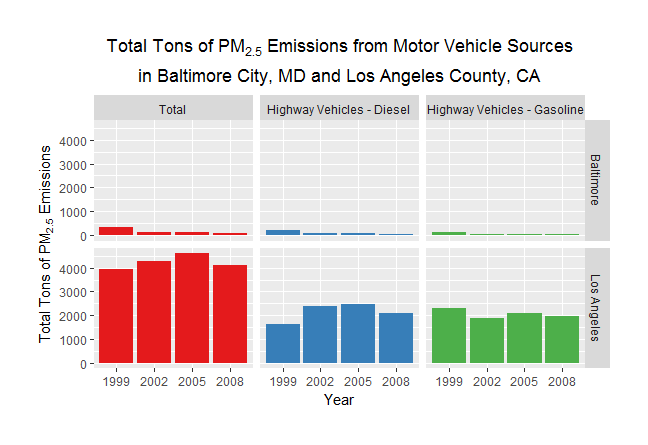 Total Tons of PM2.5 Emissions from Motor Vehicle Sources
in Baltimore City, MD and Los Angeles County, CA
Total
Highway Vehicles - Diesel
Highway Vehicles - Gasoline
Total Tons of PM2.5 Emissions
4000
3000
2000
1000
0
Baltimore
4000
3000
2000
1000
0
Los Angeles
1999 2002 2005 2008
1999 2002 2005 2008
1999 2002 2005 2008
Year